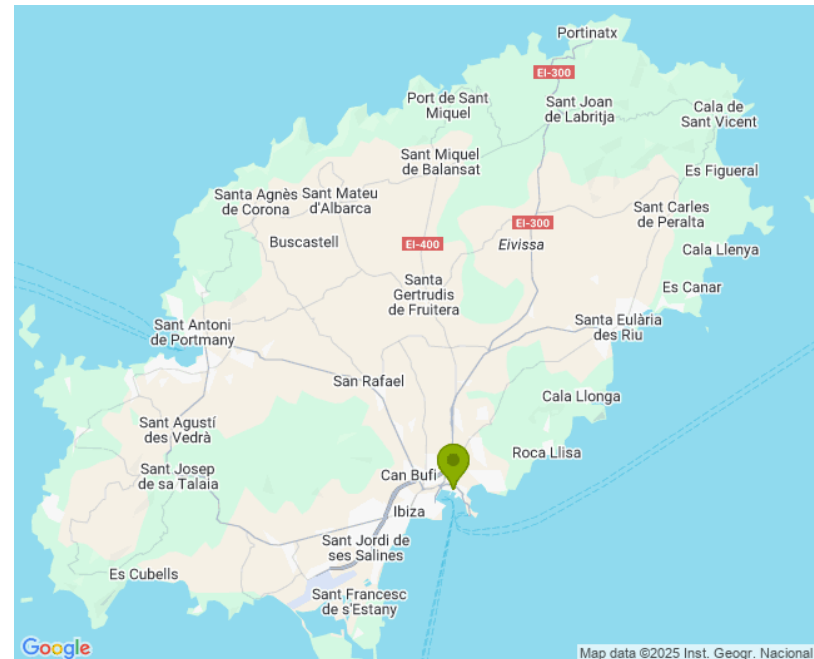 Portinatx
EI-300
Port de Sant
Miquel
Sant Joan
de Labritja
Cala de
Sant Vicent
Sant Miquel
de Balansat
Es Figueral
Santa Agnès
de Corona
Sant Mateu
d'Albarca
Sant Carles
de Peralta
EI-300
Buscastell
EI-400
Eivissa
Cala Llenya
Santa
Gertrudis
de Fruitera
Es Canar
Sant Antoni
de Portmany
Santa Eulària
des Riu
San Rafael
Cala Llonga
Sant Agustí
des Vedrà
Roca Llisa
Sant Josep
de sa Talaia
Can Bufí
Ibiza
Sant Jordi de
ses Salines
Es Cubells
Sant Francesc
de s'Estany
Google
Map data ©2025 Inst. Geogr. Nacional